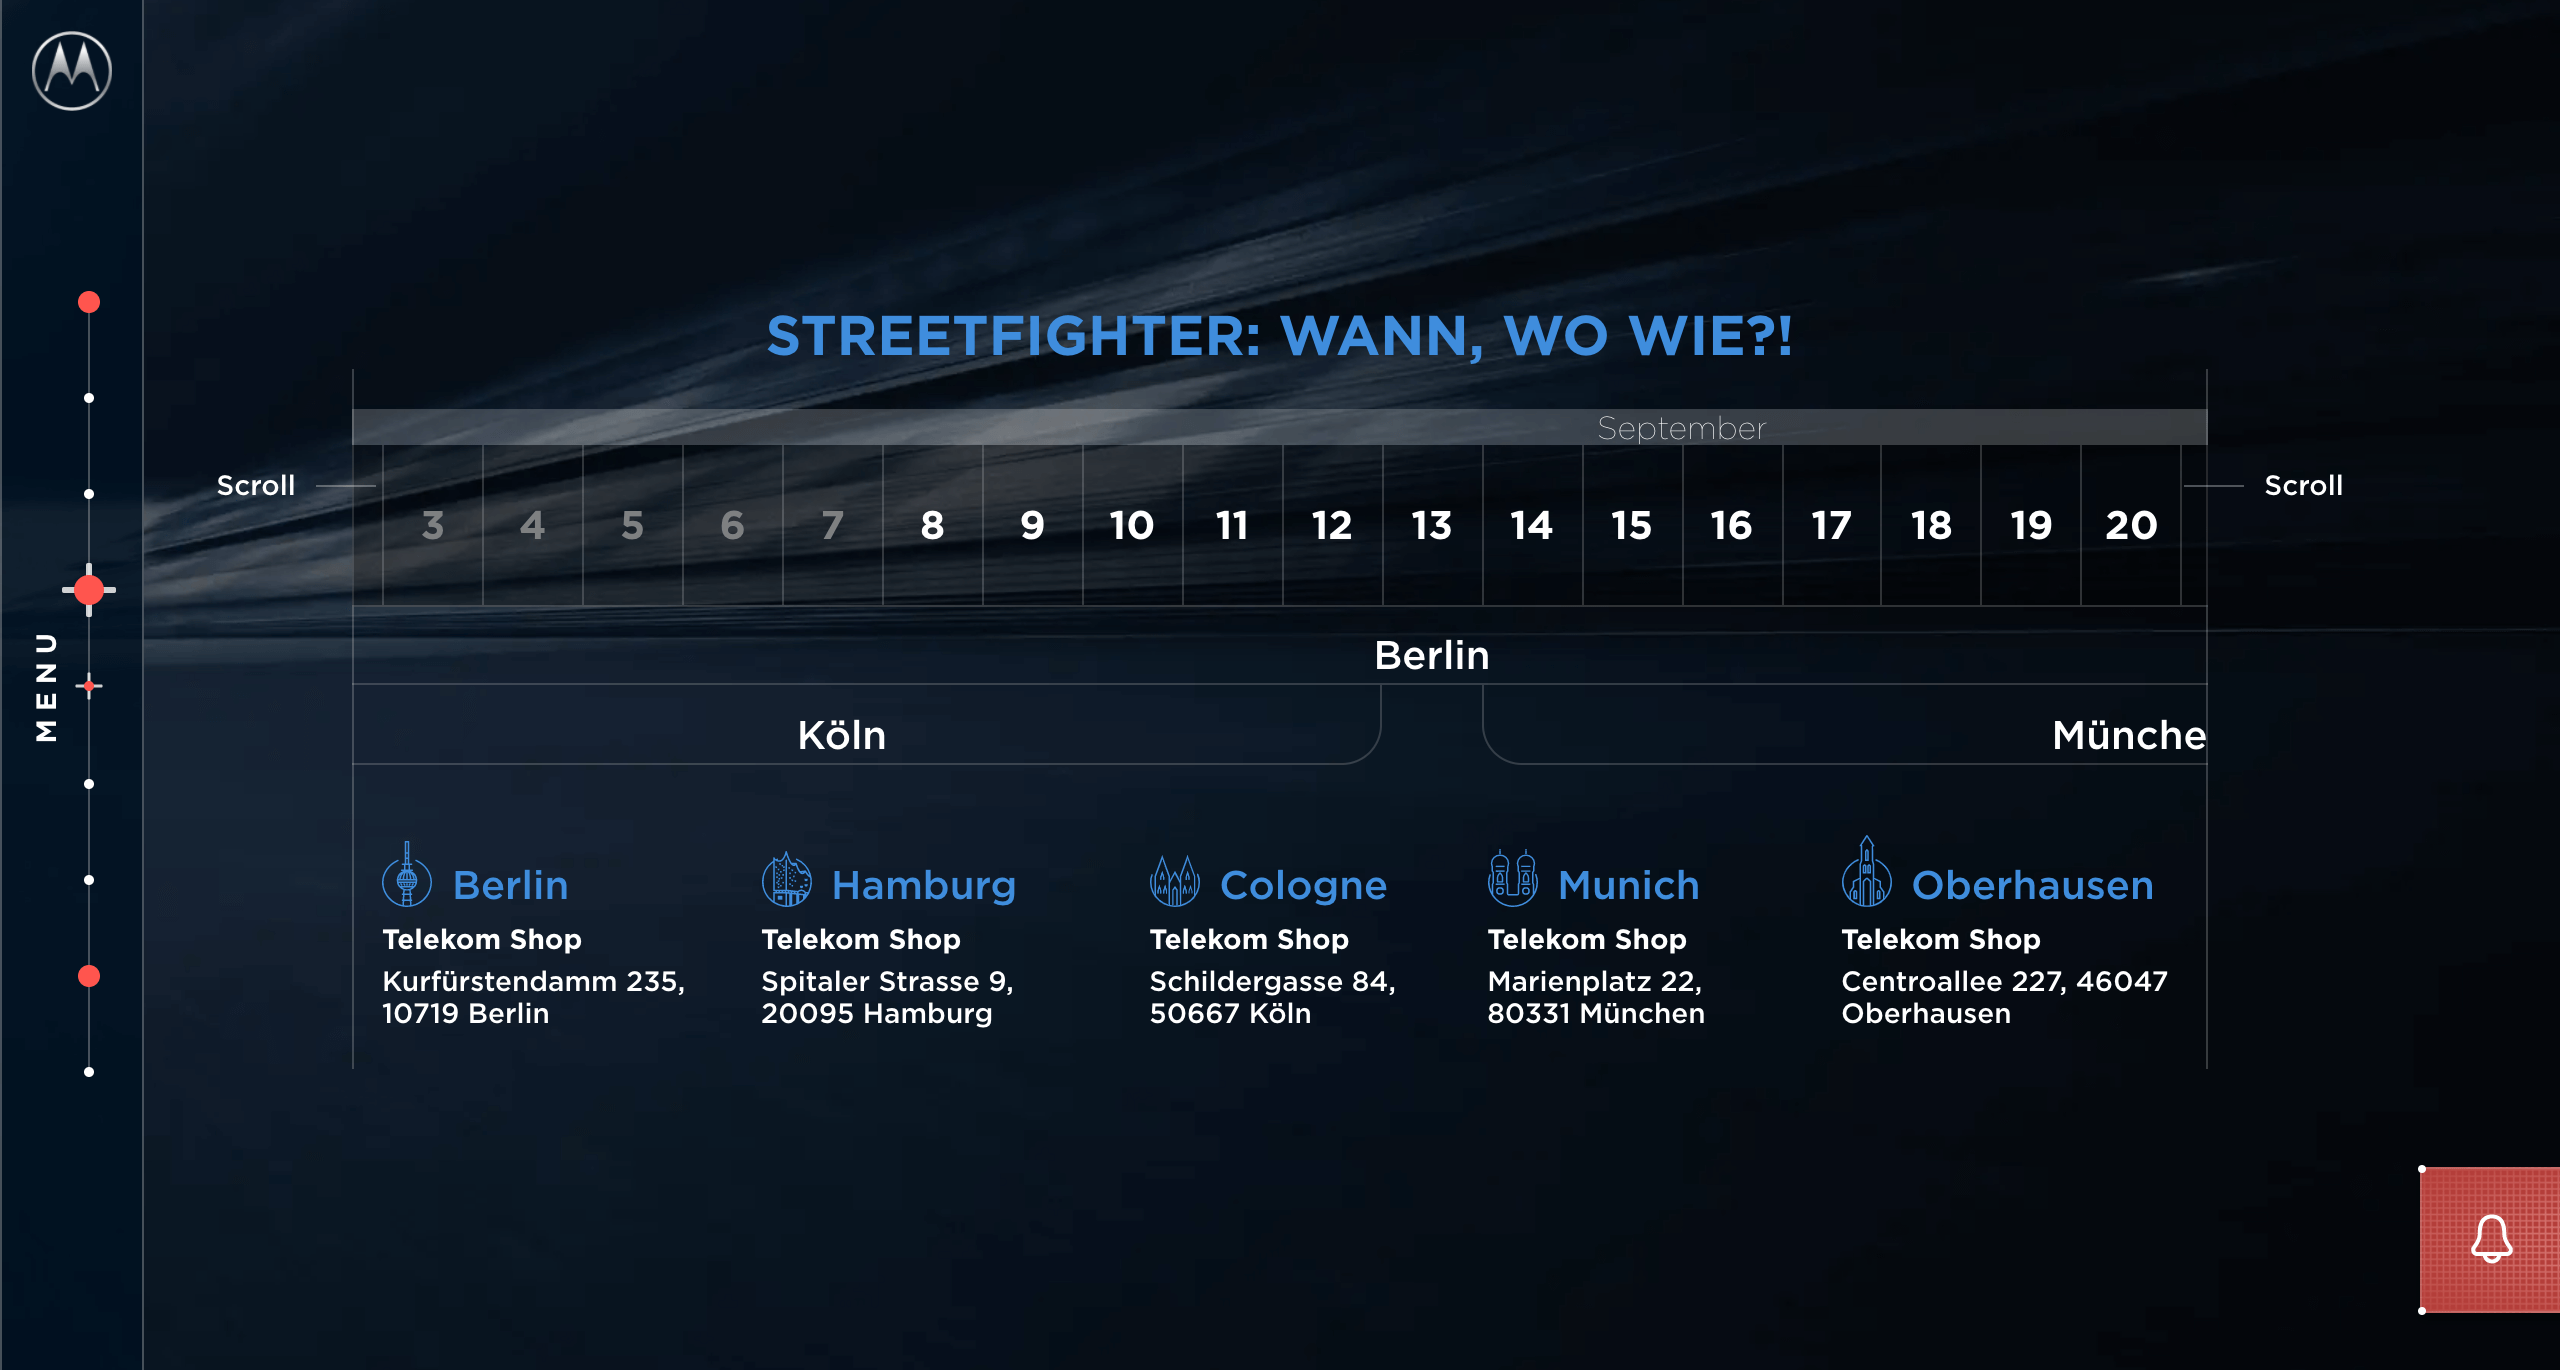 MENU
STREETFIGHTER: WANN, WO WIE?!
September
Scroll
3 4 5 6 7 8 9 10 11 12 13 14 15 16 17 18 19 20
Scroll
Berlin
Köln
Münche
Berlin
Telekom Shop
Kurfürstendamm 235,
10719 Berlin
Hamburg
Telekom Shop
Spitaler Strasse 9,
20095 Hamburg
Cologne
Telekom Shop
Schildergasse 84,
50667 Köln
Munich
Telekom Shop
Marienplatz 22,
80331 München
Oberhausen
Telekom Shop
Centroallee 227, 46047
Oberhausen